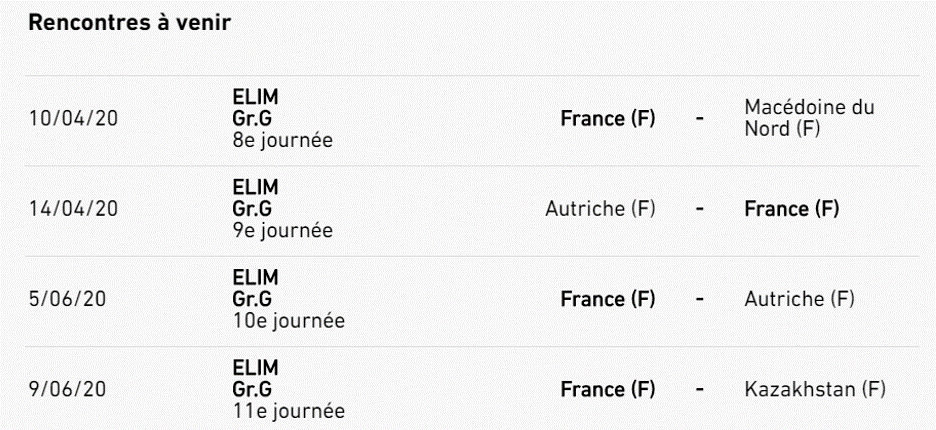 Rencontres à venir
ELIM
10/04/20 Gr.G France (F) - Macédoine du Nord (F)
8e journée
ELIM
14/04/20 Gr.G Autriche (F) - France (F)
9e journée
ELIM
5/06/20 Gr.G France (F) - Autriche (F)
10e journée
ELIM
9/06/20 Gr.G France (F) - Kazakhstan (F)
11e journée